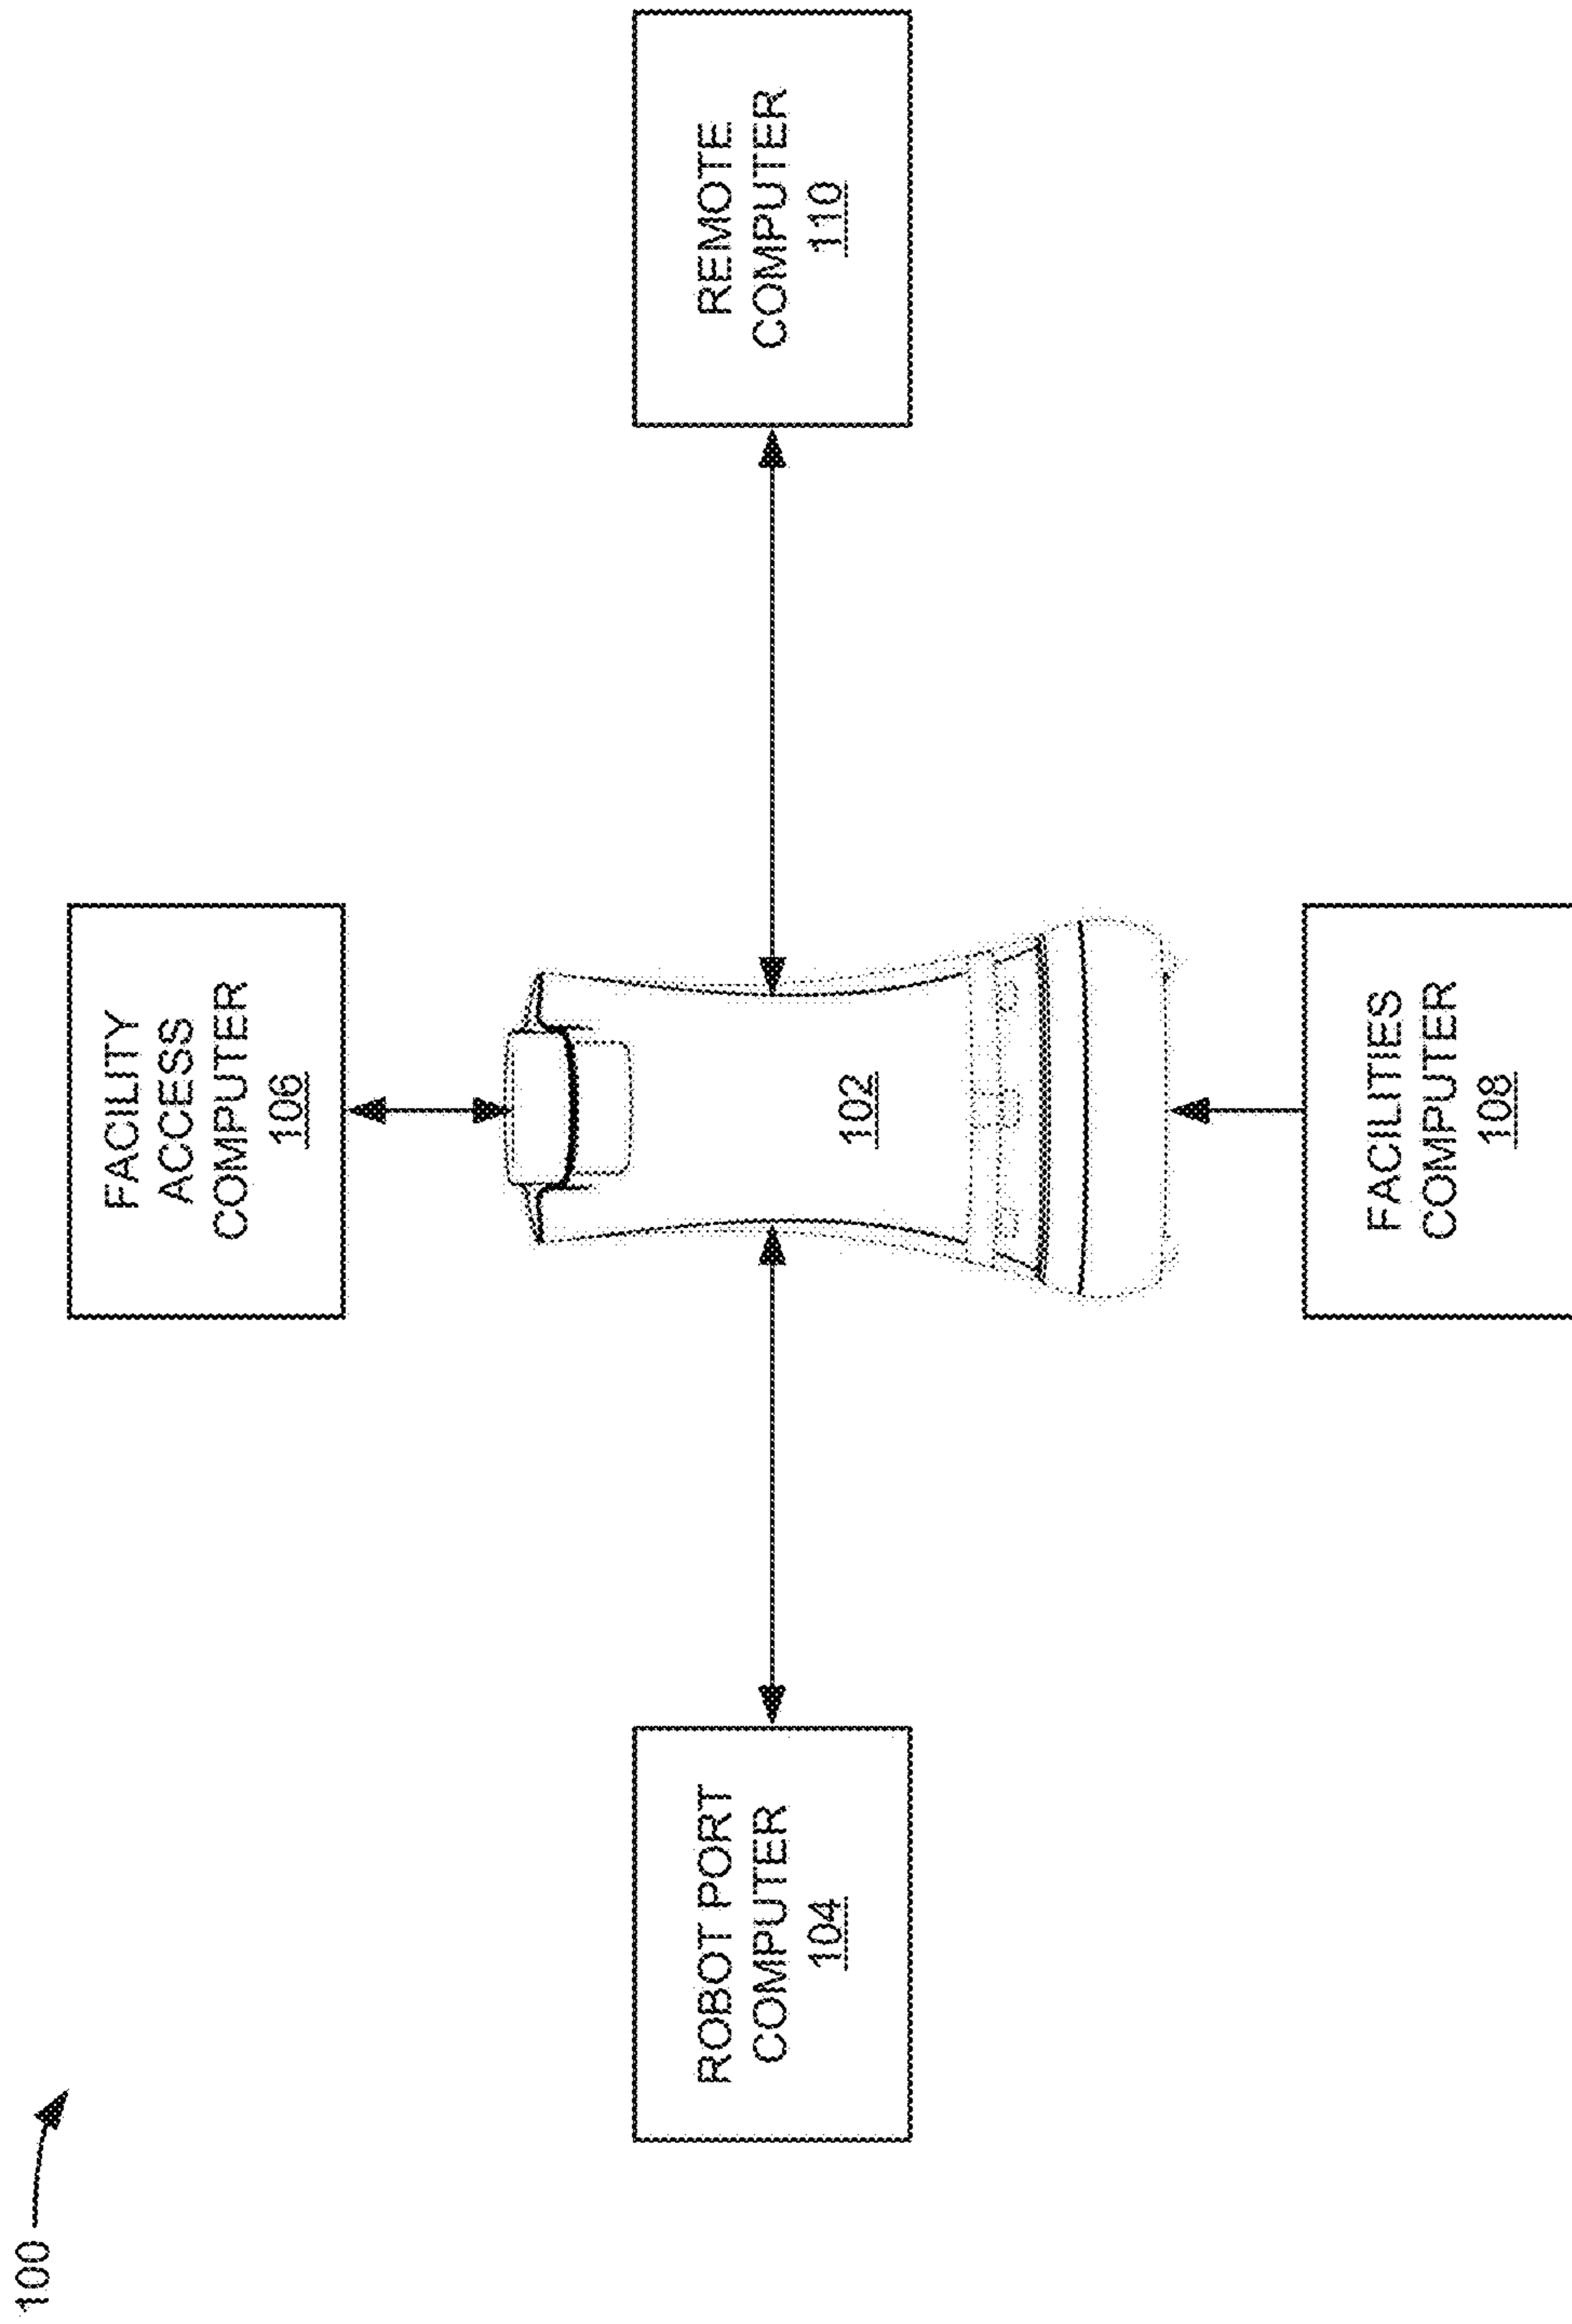 100
FACILITY
ACCESS
COMPUTER
106
ROBOT PORT
COMPUTER
104
102
REMOTE
COMPUTER
110
FACILITIES
COMPUTER
108